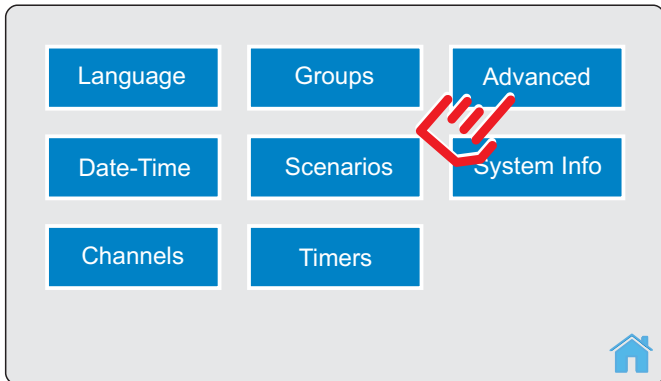 Language
Groups
Advanced
Date-Time
Scenarios
System Info
Channels
Timers